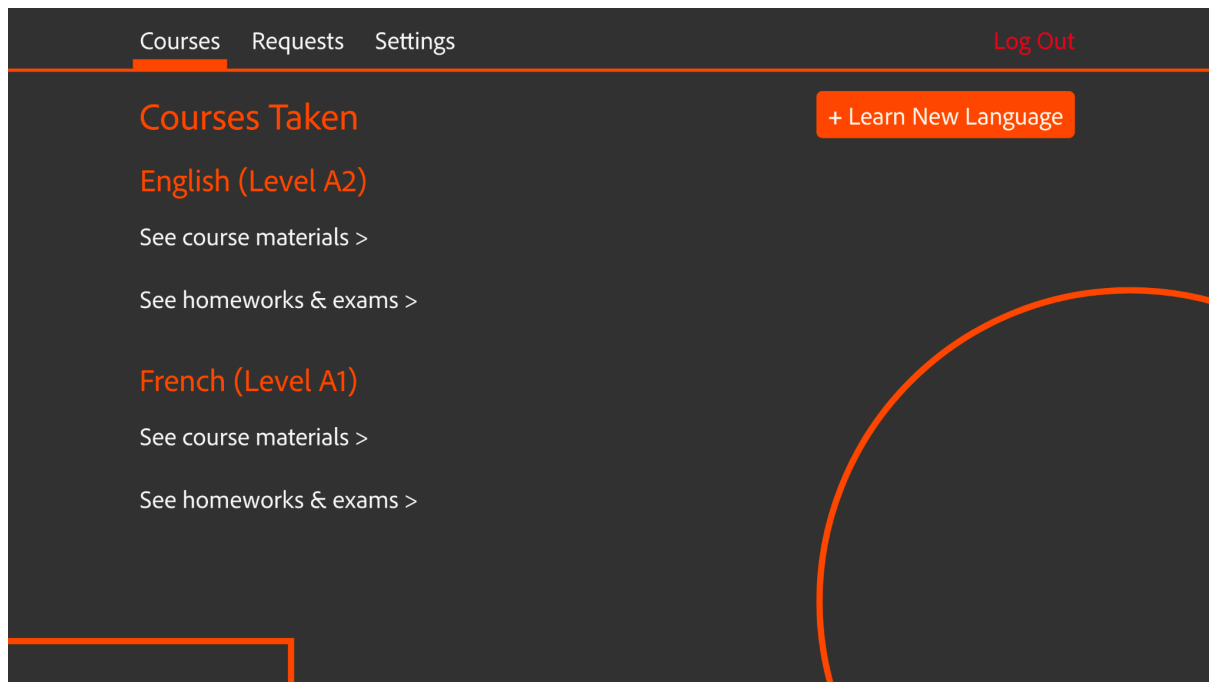 Courses Requests Settings Log Out
Courses Taken
+ Learn New Language
English (Level A2)
See course materials >
See homeworks & exams >
French (Level A1)
See course materials >
See homeworks & exams >